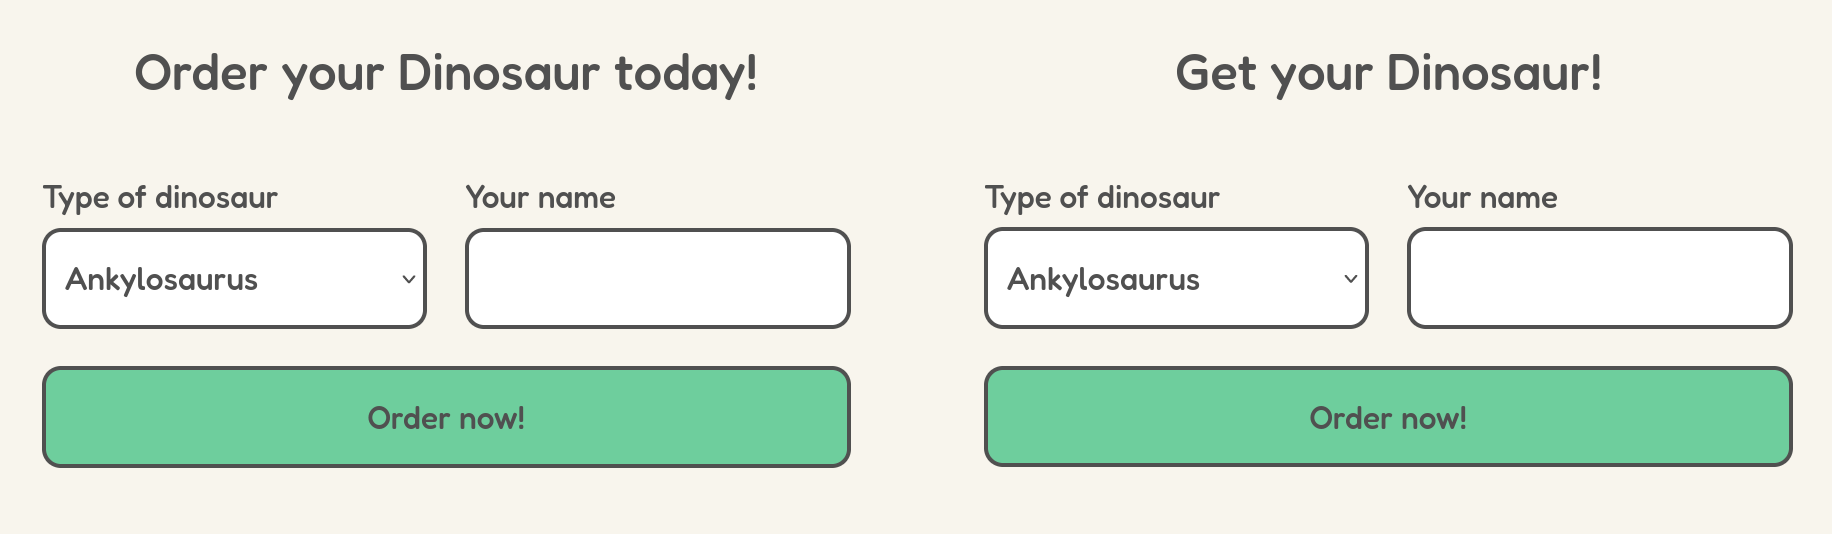 Order your Dinosaur today!
Type of dinosaur
Your name
Ankylosaurus
Order now!
Get your Dinosaur!
Type of dinosaur
Your name
Ankylosaurus
Order now!